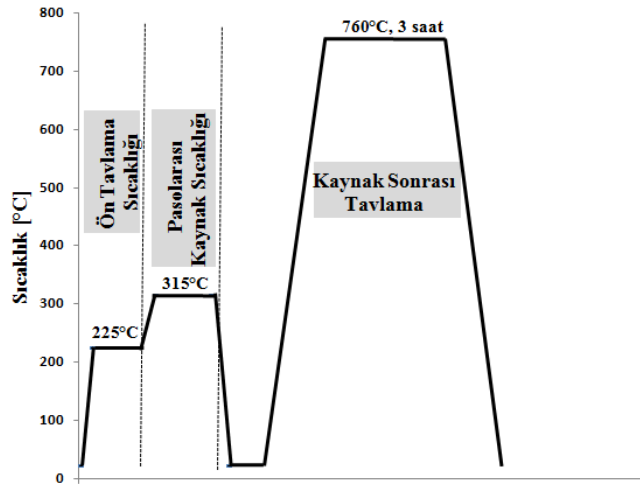 800
700
600
500
400
300
200
100
0
Sıcaklık [°C]
225°C
Ön Tavlama
Sıcaklığı
315°C
Pasolarası
Kaynak Sıcaklığı
760°C, 3 saat
Kaynak Sonrası
Tavlama